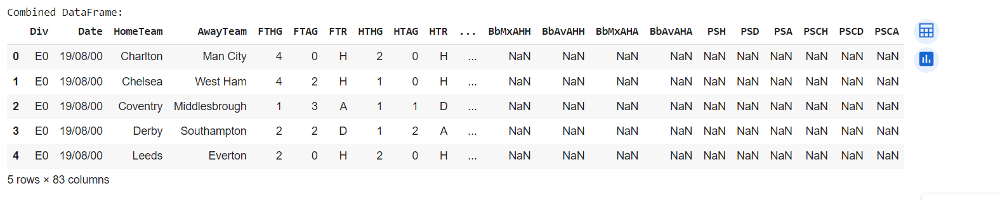 Combined DataFrame:
Div Date HomeTeam AwayTeam FTHG FTAG FTR HTHG HTAG HTR ... BbMxAHH BbAvAHH BbMxAHA BbAvAHA PSH PSD PSA PSCH PSCD PSCA
0 E0 19/08/00 Charlton Man City 4 0 H 2 0 H ... NaN NaN NaN NaN NaN NaN NaN NaN NaN NaN
1 E0 19/08/00 Chelsea West Ham 4 2 H 1 0 H ... NaN NaN NaN NaN NaN NaN NaN NaN NaN NaN
2 E0 19/08/00 Coventry Middlesbrough 1 3 A 1 1 D ... NaN NaN NaN NaN NaN NaN NaN NaN NaN NaN
3 E0 19/08/00 Derby Southampton 2 2 D 1 2 A ... NaN NaN NaN NaN NaN NaN NaN NaN NaN NaN
4 E0 19/08/00 Leeds Everton 2 0 H 2 0 H ... NaN NaN NaN NaN NaN NaN NaN NaN NaN NaN
5 rows × 83 columns